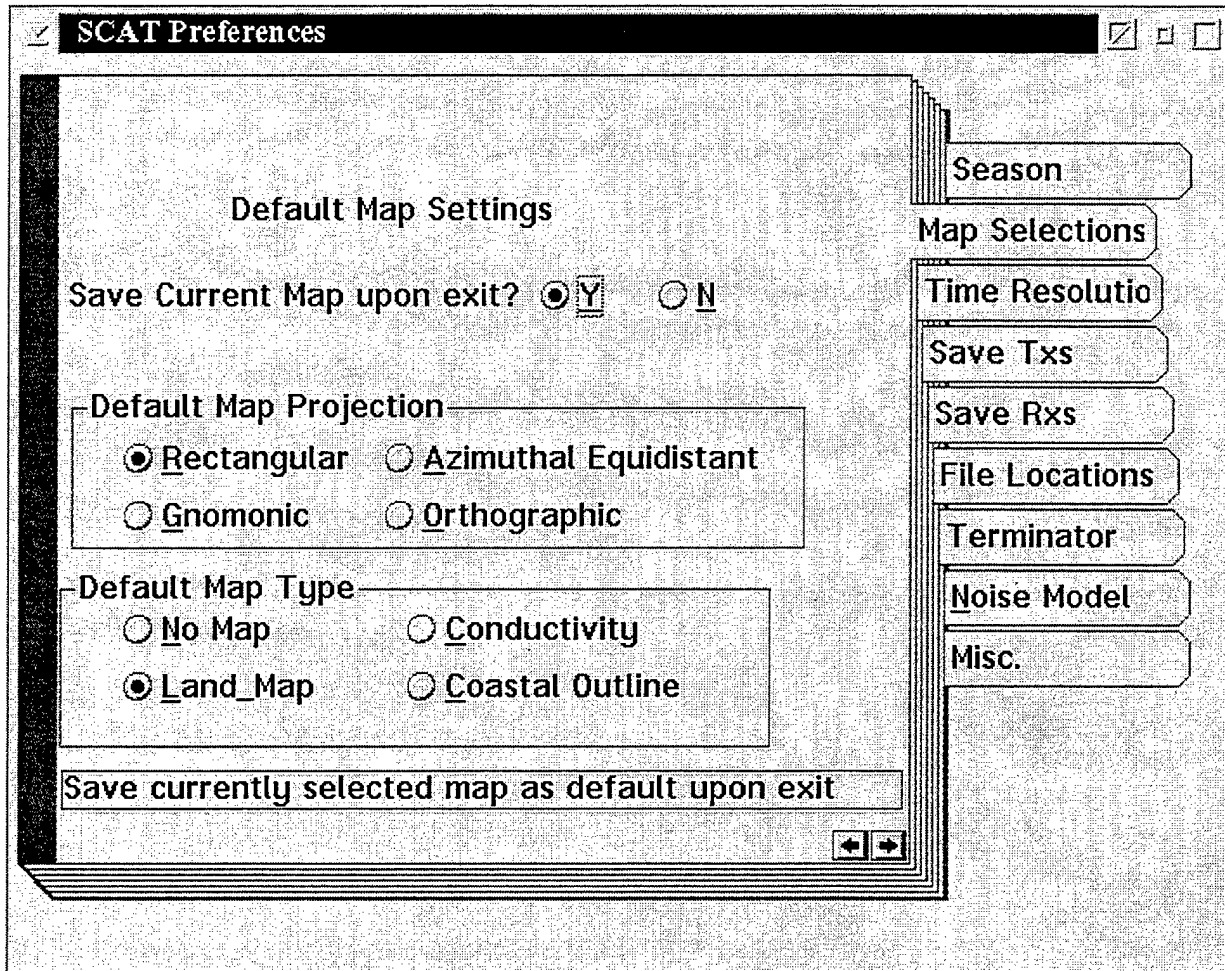 SCAT Preferences
Default Map Settings
Save Current Map upon exit? Y N
Default Map Projection
Rectangular Azimuthal Equidistant
Gnomonic Orthographic
Default Map Type
No Map Conductivity
Land_Map Coastal Outline
Save currently selected map as default upon exit
Season
Map Selections
Time Resolutio
Save Txs
Save Rxs
File Locations
Terminator
Noise Model
Misc.